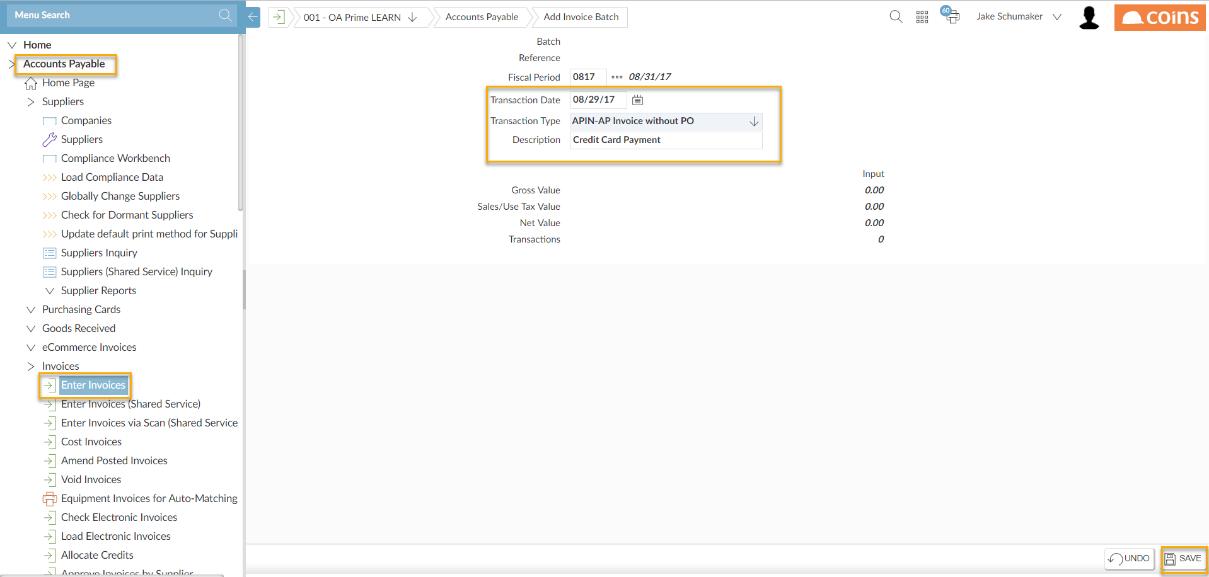 Menu Search
001 - OA Prime LEARN
Accounts Payable
Add Invoice Batch
60
Jake Schumaker
coins
Home
Accounts Payable
Home Page
Suppliers
Companies
Suppliers
Compliance Workbench
Load Compliance Data
Globally Change Suppliers
Check for Dormant Suppliers
Update default print method for Suppli
Suppliers Inquiry
Suppliers (Shared Service) Inquiry
Supplier Reports
Purchasing Cards
Goods Received
eCommerce Invoices
Invoices
Enter Invoices
Enter Invoices (Shared Service)
Enter Invoices via Scan (Shared Service
Cost Invoices
Amend Posted Invoices
Void Invoices
Equipment Invoices for Auto-Matching
Check Electronic Invoices
Load Electronic Invoices
Allocate Credits
Approve Invoices by Supplier
Batch
Reference
Fiscal Period 0817 ••• 08/31/17
Transaction Date 08/29/17
Transaction Type APIN-AP Invoice without PO
Description Credit Card Payment
Input
Gross Value 0.00
Sales/Use Tax Value 0.00
Net Value 0.00
Transactions 0
UNDO
SAVE